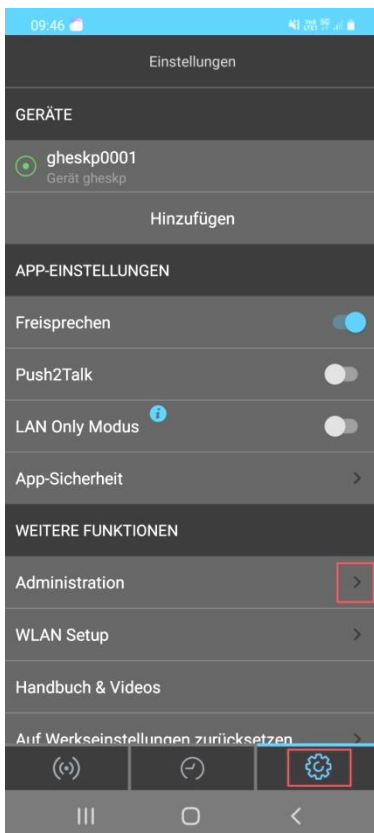 09:46
Einstellungen
GERÄTE
gheskp0001
Gerät gheskp
Hinzufügen
APP-EINSTELLUNGEN
Freisprechen
Push2Talk
LAN Only Modus i
App-Sicherheit
WEITERE FUNKTIONEN
Administration
WLAN Setup
Handbuch & Videos
Auf Werkseinstellungen zurücksetzen